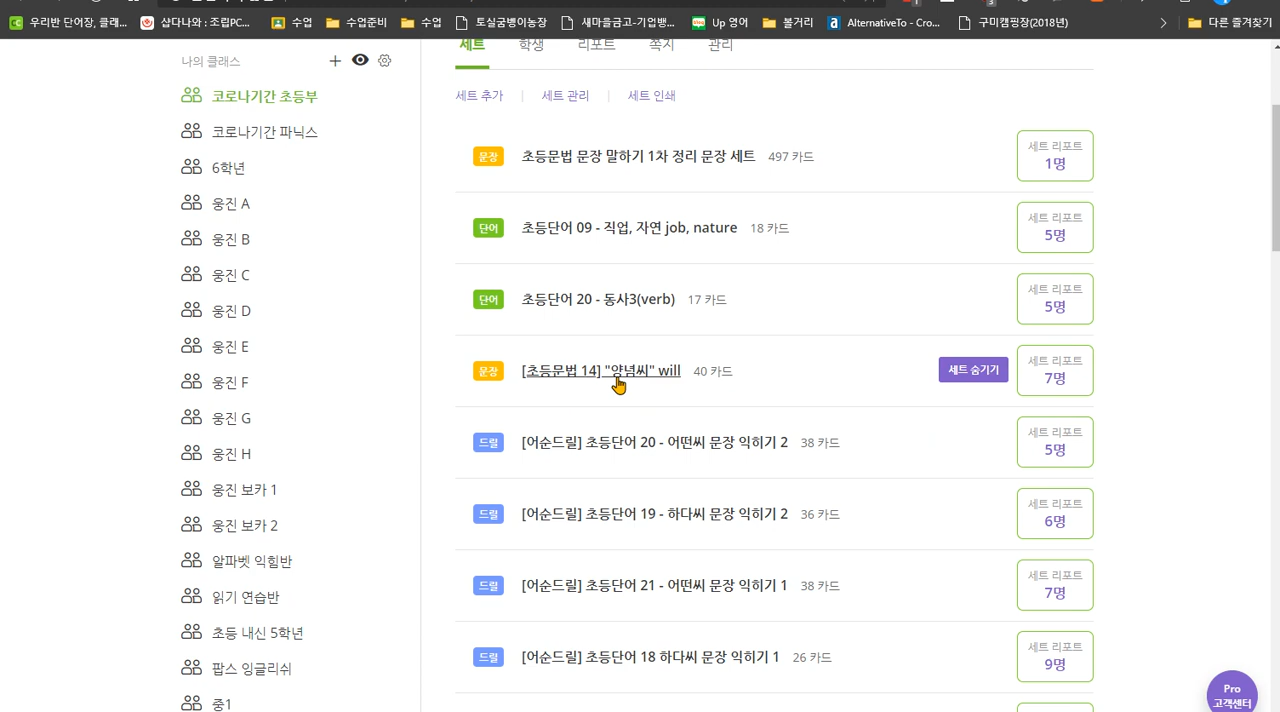 우리반 단어장, 클래... 샵다나와 : 조립PC... 수업 수업준비 수업 토실금뱅이농장 새마을금고-기업뱅... Up 영어 볼거리 AlternativeTo - Cro... 구미캠핑장(2018년) 다른 즐겨찾기
나의 클래스
코로나기간 초등부
코로나기간 파닉스
6학년
웅진 A
웅진 B
웅진 C
웅진 D
웅진 E
웅진 F
웅진 G
웅진 H
웅진 보카 1
웅진 보카 2
알파벳 익힘반
읽기 연습반
초등 내신 5학년
팝스 잉글리쉬
중1
세트 학생 리포트 쪽지 관리
세트 추가 | 세트 관리 | 세트 인쇄
문장 초등문법 문장 말하기 1차 정리 문장 세트 497 카드 세트 리포트
1명
단어 초등단어 09 - 직업, 자연 job, nature 18 카드 세트 리포트
5명
단어 초등단어 20 - 동사3(verb) 17 카드 세트 리포트
5명
문장 [초등문법 14] "양념씨" will 40 카드 세트 숨기기 세트 리포트
7명
드릴 [어순드릴] 초등단어 20 - 어떤씨 문장 익히기 2 38 카드 세트 리포트
5명
드릴 [어순드릴] 초등단어 19 - 하다씨 문장 익히기 2 36 카드 세트 리포트
6명
드릴 [어순드릴] 초등단어 21 - 어떤씨 문장 익히기 1 38 카드 세트 리포트
7명
드릴 [어순드릴] 초등단어 18 하다씨 문장 익히기 1 26 카드 세트 리포트
9명
Pro
고객센터